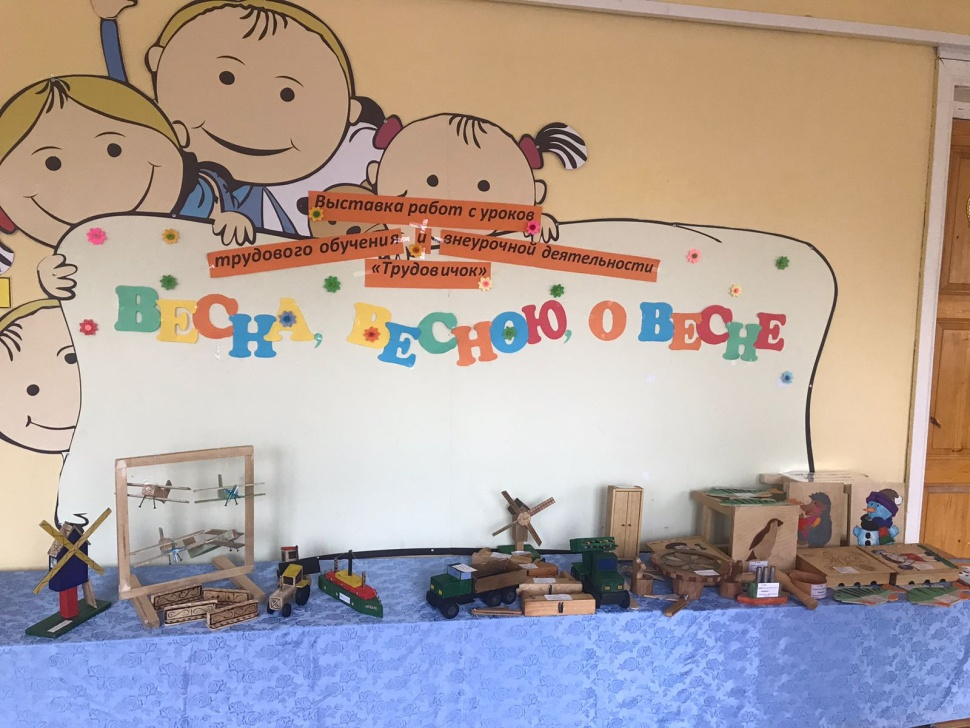 Выставка работ с уроков
трудового обучения и внеурочной деятельности
«Трудовичок»
ВЕСНА, ВЕСНОЮ, О ВЕСНЕ